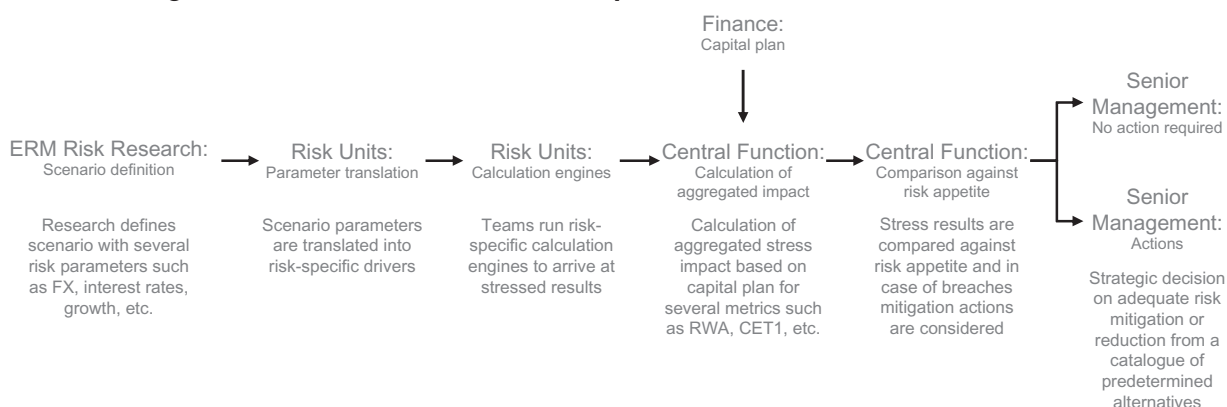 Finance:
Capital plan
Senior
Management:
No action required
ERM Risk Research:
Scenario definition
Risk Units:
Parameter translation
Risk Units:
Calculation engines
Central Function:
Calculation of
aggregated impact
Central Function:
Comparison against
risk appetite
Research defines
scenario with several
risk parameters such
as FX, interest rates,
growth, etc.
Scenario parameters
are translated into
risk-specific drivers
Teams run risk-
specific calculation
engines to arrive at
stressed results
Calculation of
aggregated stress
impact based on
capital plan for
several metrics such
as RWA, CET1, etc.
Stress results are
compared against
risk appetite and in
case of breaches
mitigation actions
are considered
Senior
Management:
Actions
Strategic decision
on adequate risk
mitigation or
reduction from a
catalogue of
predetermined
alternatives